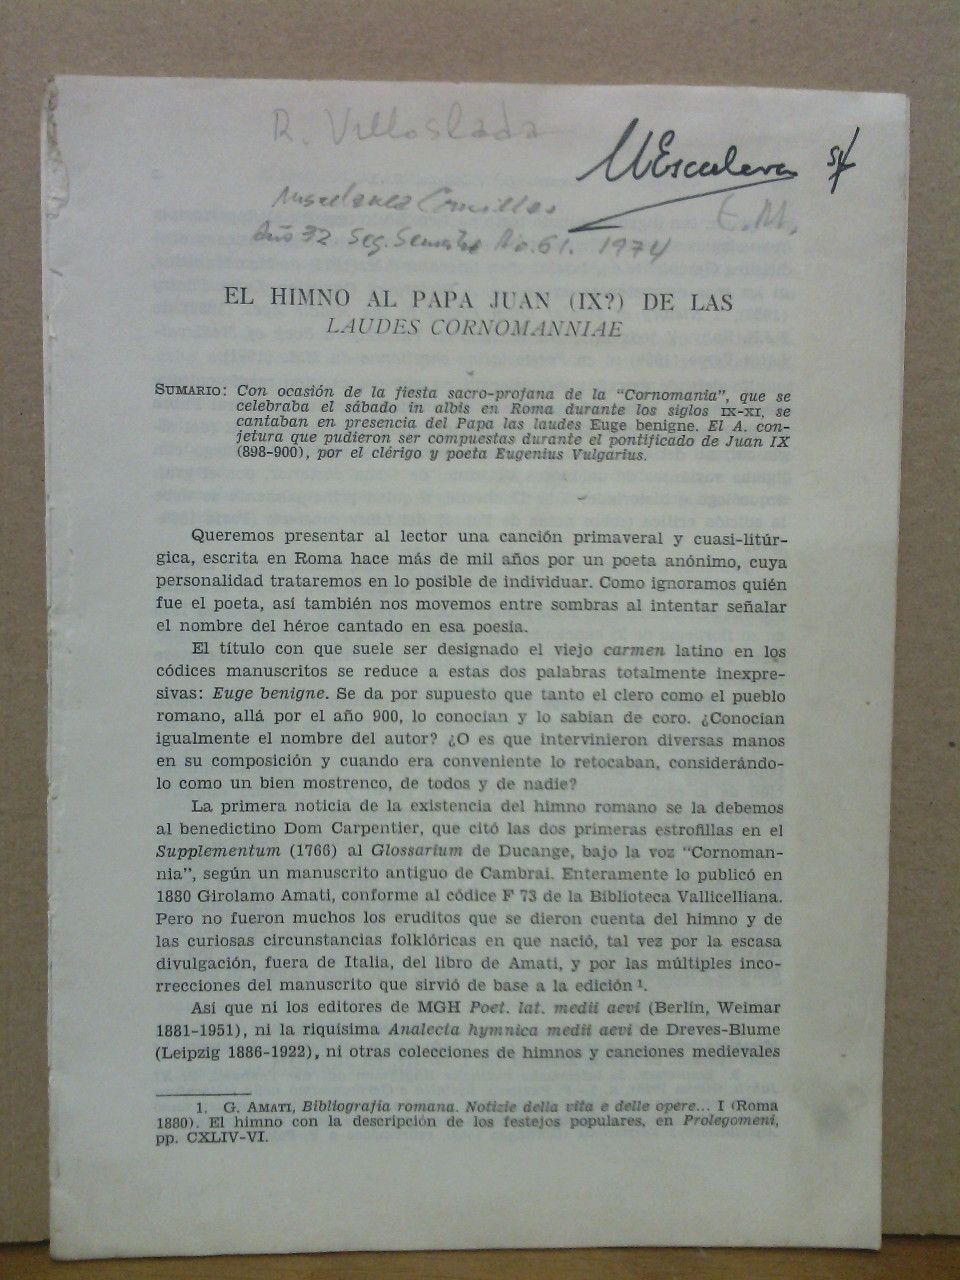 R. Villoslada
MEscalera sj
Miscelanea Comillas
E. M.
Año 32. Seg. Semestre No. 61. 1974
EL HIMNO AL PAPA JUAN (IX?) DE LAS
LAUDES CORNOMANNIAE
SUMARIO: Con ocasión de la fiesta sacro-profana de la "Cornomania", que se
celebraba el sábado in albis en Roma durante los siglos IX-XI, se
cantaban en presencia del Papa las laudes Euge benigne. El A. con-
jetura que pudieron ser compuestas durante el pontificado de Juan IX
(898-900), por el clérigo y poeta Eugenius Vulgarius.
Queremos presentar al lector una canción primaveral y cuasi-litúr-
gica, escrita en Roma hace más de mil años por un poeta anónimo, cuya
personalidad trataremos en lo posible de individuar. Como ignoramos quién
fue el poeta, así también nos movemos entre sombras al intentar señalar
el nombre del héroe cantado en esa poesía.
El título con que suele ser designado el viejo carmen latino en los
códices manuscritos se reduce a estas dos palabras totalmente inexpre-
sivas: Euge benigne. Se da por supuesto que tanto el clero como el pueblo
romano, allá por el año 900, lo conocían y lo sabían de coro. ¿Conocían
igualmente el nombre del autor? ¿O es que intervinieron diversas manos
en su composición y cuando era conveniente lo retocaban, considerándo-
lo como un bien mostrenco, de todos y de nadie?
La primera noticia de la existencia del himno romano se la debemos
al benedictino Dom Carpentier, que citó las dos primeras estrofillas en el
Supplementum (1766) al Glossarium de Ducange, bajo la voz "Cornoman-
nia", según un manuscrito antiguo de Cambrai. Enteramente lo publicó en
1880 Girolamo Amati, conforme al códice F 73 de la Biblioteca Vallicelliana.
Pero no fueron muchos los eruditos que se dieron cuenta del himno y de
las curiosas circunstancias folklóricas en que nació, tal vez por la escasa
divulgación, fuera de Italia, del libro de Amati, y por las múltiples inco-
rrecciones del manuscrito que sirvió de base a la edición 1.
Así que ni los editores de MGH Poet. lat. medii aevi (Berlín, Weimar
1881-1951), ni la riquísima Analecta hymnica medii aevi de Dreves-Blume
(Leipzig 1886-1922), ni otras colecciones de himnos y canciones medievales
1. G. AMATI, Bibliografia romana. Notizie della vita e delle opere... I (Roma
1880). El himno con la descripción de los festejos populares, en Prolegomeni,
pp. CXLIV-VI.